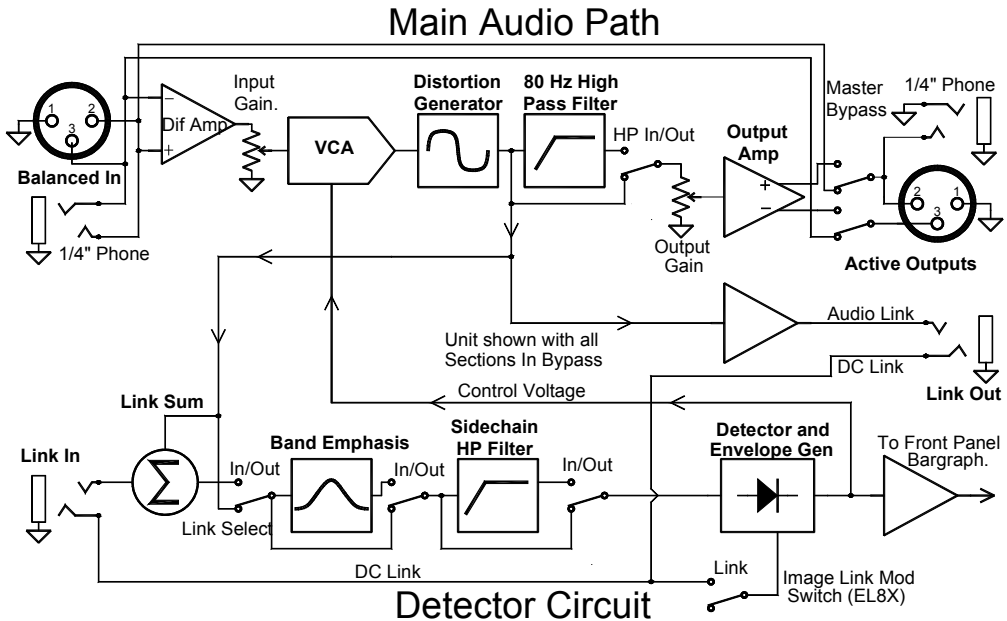 Main Audio Path
1
2
3
Balanced In
1/4" Phone
−
Dif Amp
+
Input
Gain.
VCA
Distortion
Generator
80 Hz High
Pass Filter
HP In/Out
Output
Gain
Output
Amp
+
−
Master
Bypass
1/4" Phone
2
1
3
Active Outputs
Unit shown with all
Sections In Bypass
Audio Link
DC Link
Link Out
Control Voltage
Link Sum
Link In
Σ
In/Out
Link Select
Band Emphasis
In/Out
Sidechain
HP Filter
In/Out
Detector and
Envelope Gen
To Front Panel
Bargraph.
DC Link
Link
Image Link Mod
Switch (EL8X)
Detector Circuit